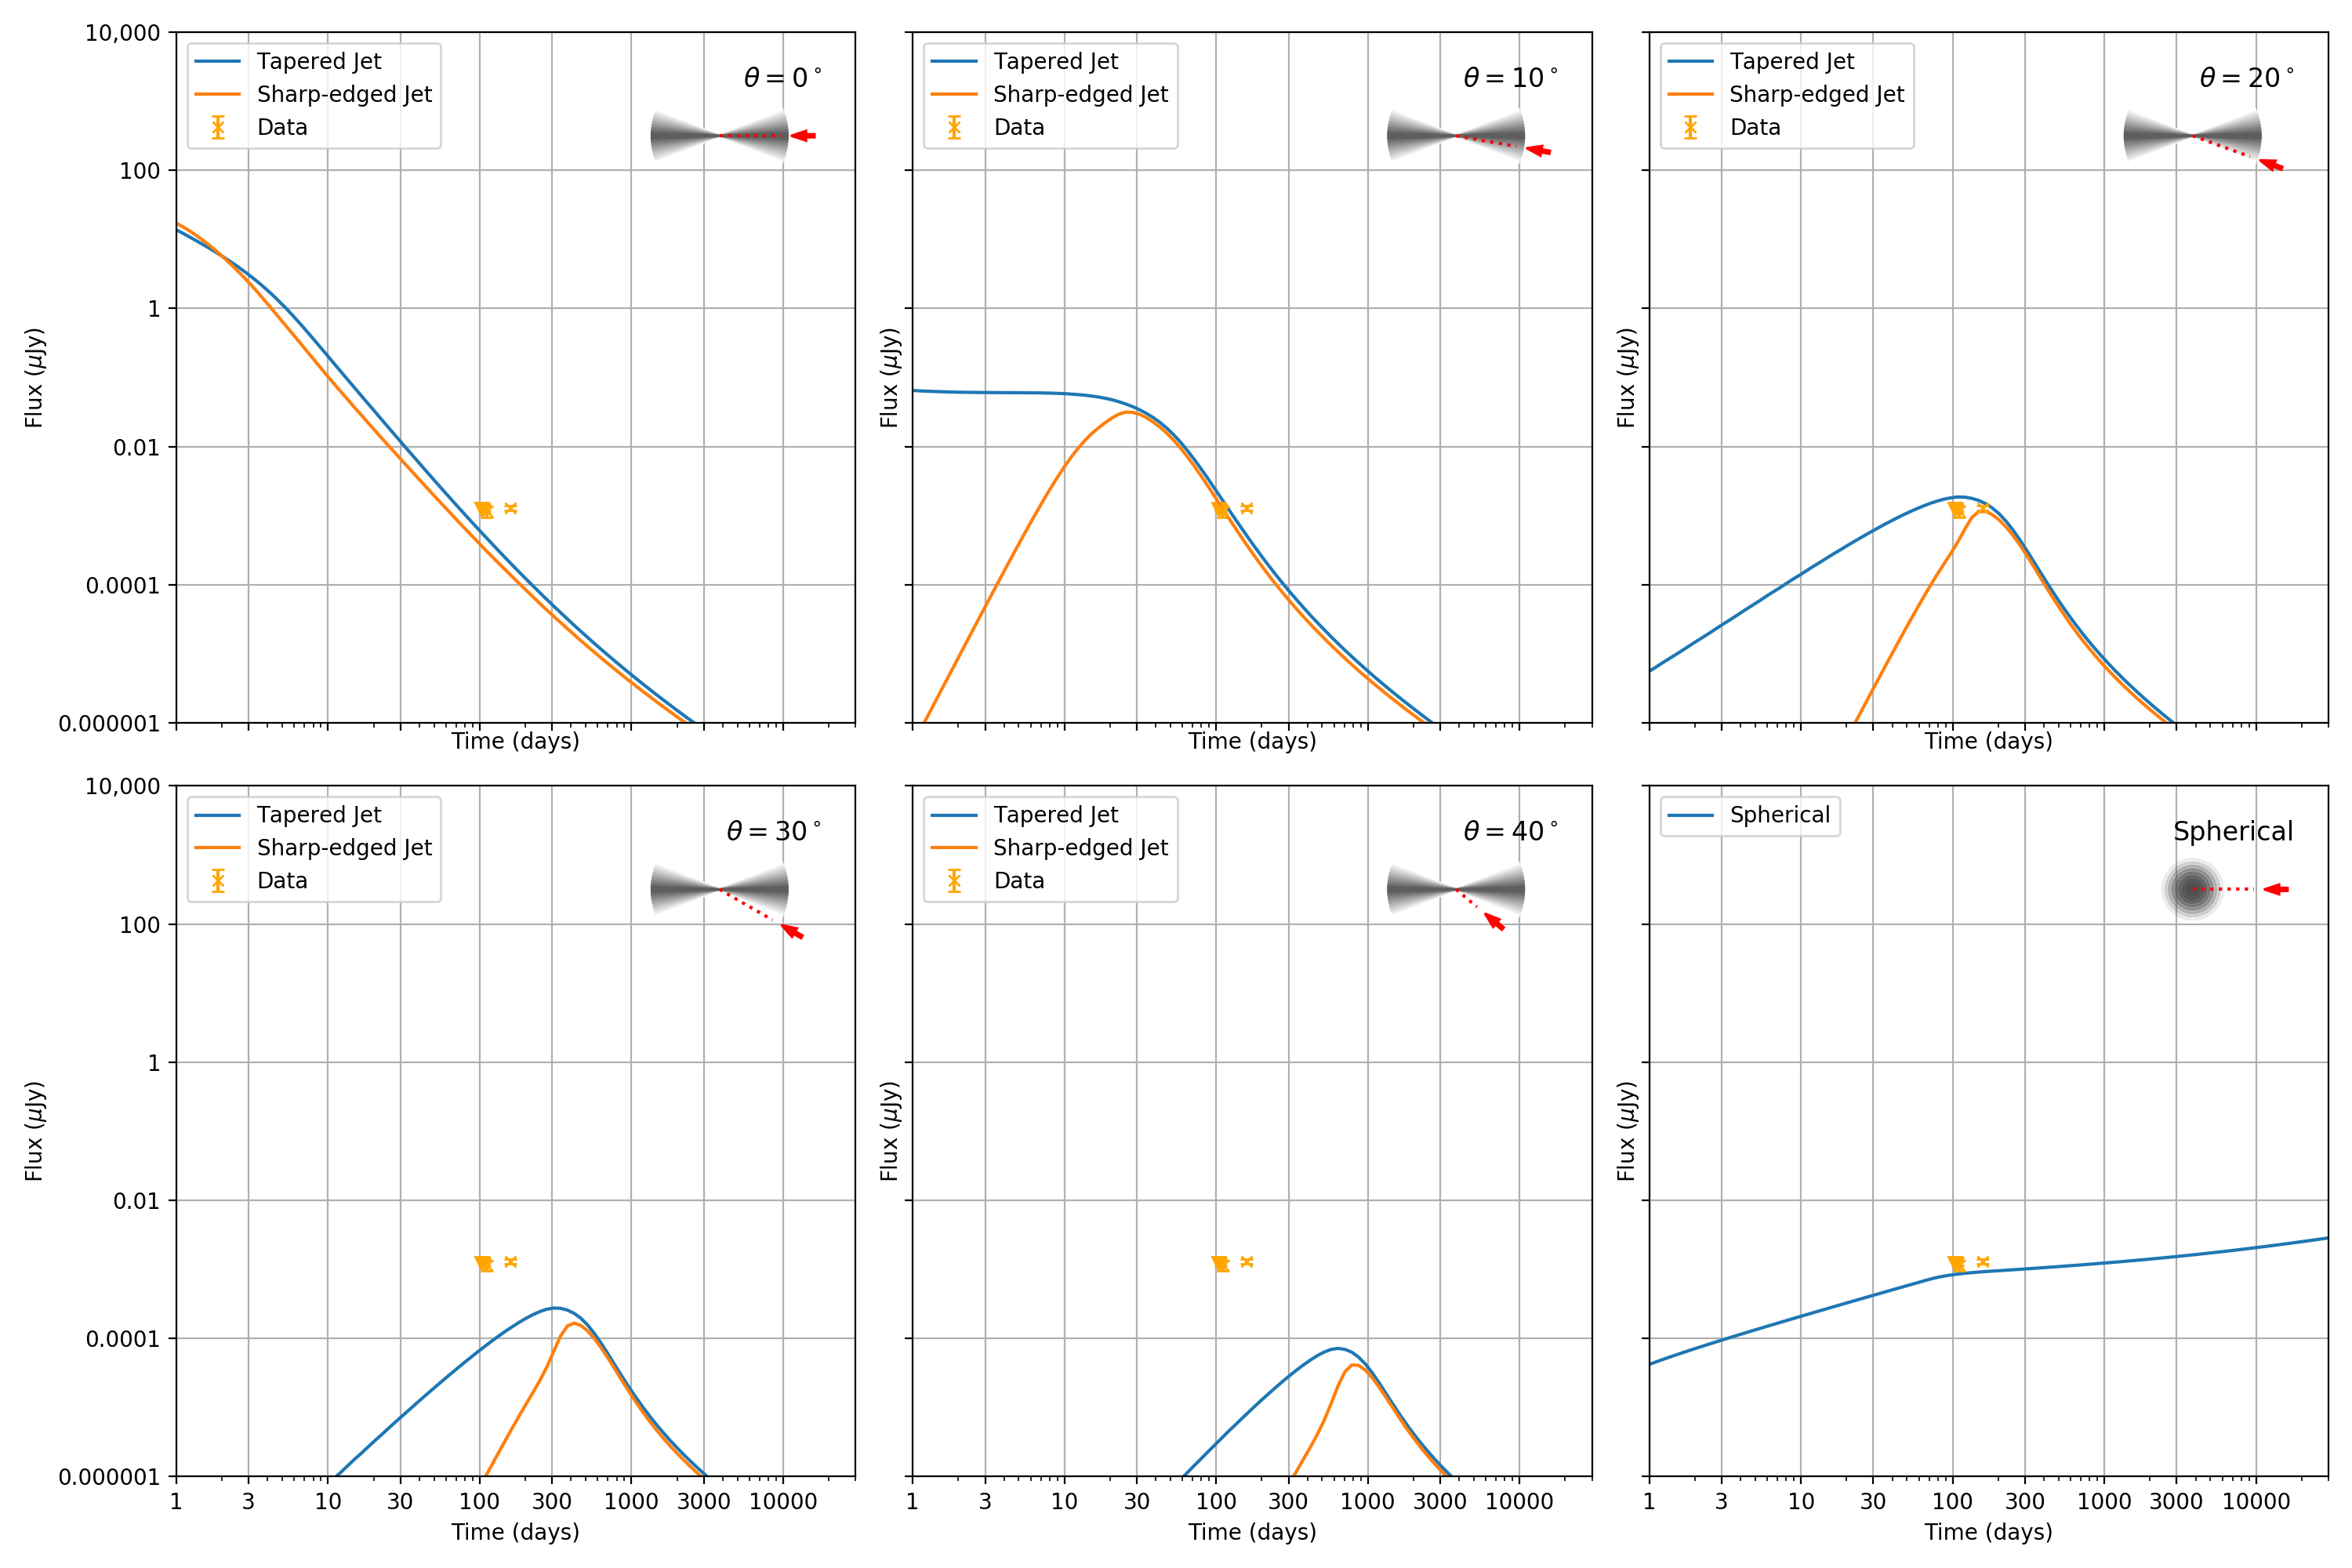 10,000
100
1
0.01
0.0001
0.000001
Flux (μJy)
Time (days)
Tapered Jet
Sharp-edged Jet
Data
θ = 0°
Flux (μJy)
Time (days)
Tapered Jet
Sharp-edged Jet
Data
θ = 10°
Flux (μJy)
Time (days)
Tapered Jet
Sharp-edged Jet
Data
θ = 20°
10,000
100
1
0.01
0.0001
0.000001
Flux (μJy)
Tapered Jet
Sharp-edged Jet
Data
θ = 30°
1 3 10 30 100 300 1000 3000 10000
Time (days)
Flux (μJy)
Tapered Jet
Sharp-edged Jet
Data
θ = 40°
1 3 10 30 100 300 1000 3000 10000
Time (days)
Flux (μJy)
Spherical
Spherical
1 3 10 30 100 300 1000 3000 10000
Time (days)